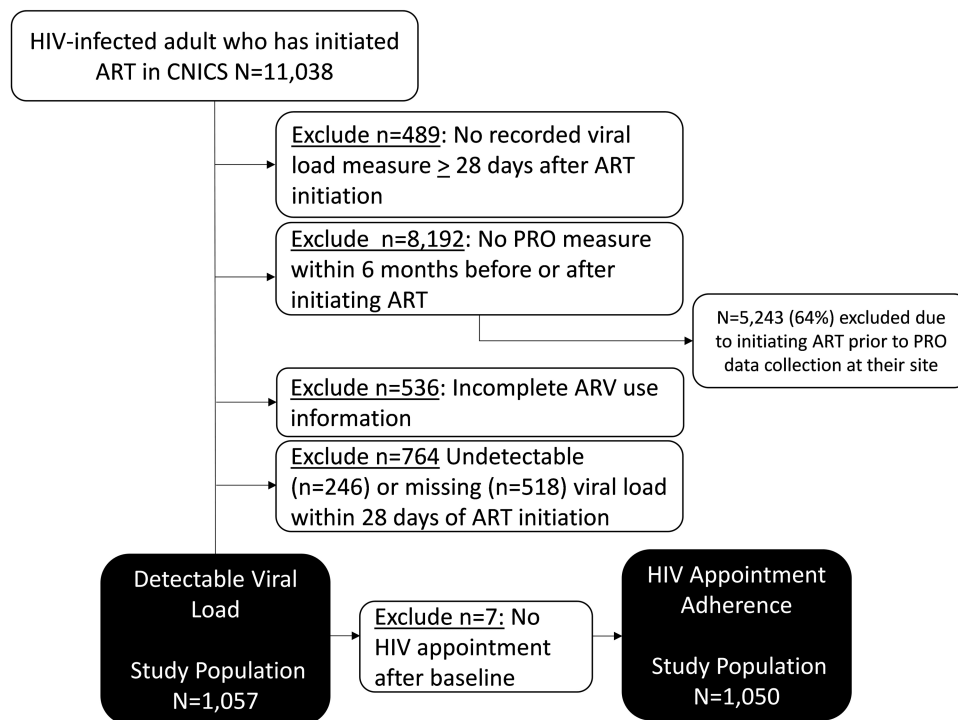 HIV-infected adult who has initiated
ART in CNICS N=11,038
Exclude n=489: No recorded viral
load measure ≥ 28 days after ART
initiation
Exclude  n=8,192: No PRO measure
within 6 months before or after
initiating ART
N=5,243 (64%) excluded due
to initiating ART prior to PRO
data collection at their site
Exclude n=536: Incomplete ARV use
information
Exclude n=764 Undetectable
(n=246) or missing (n=518) viral load
within 28 days of ART initiation
Detectable Viral
Load
Study Population
N=1,057
Exclude n=7: No
HIV appointment
after baseline
HIV Appointment
Adherence
Study Population
N=1,050